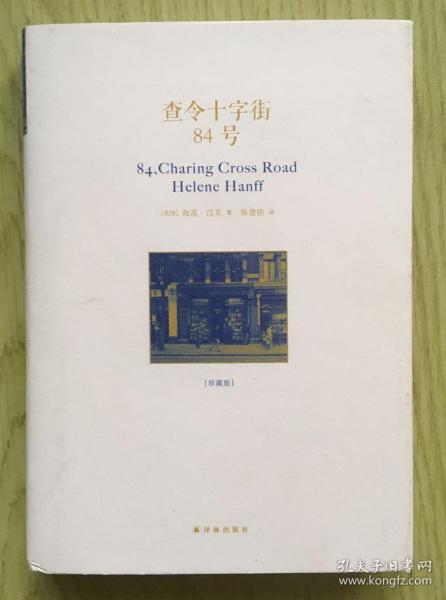 查令十字街
84号
84, Charing Cross Road
Helene Hanff
[美国] 海莲·汉芙 著 陈建铭 译
[珍藏版]
译林出版社
孔夫子旧书网
www.kongfz.com